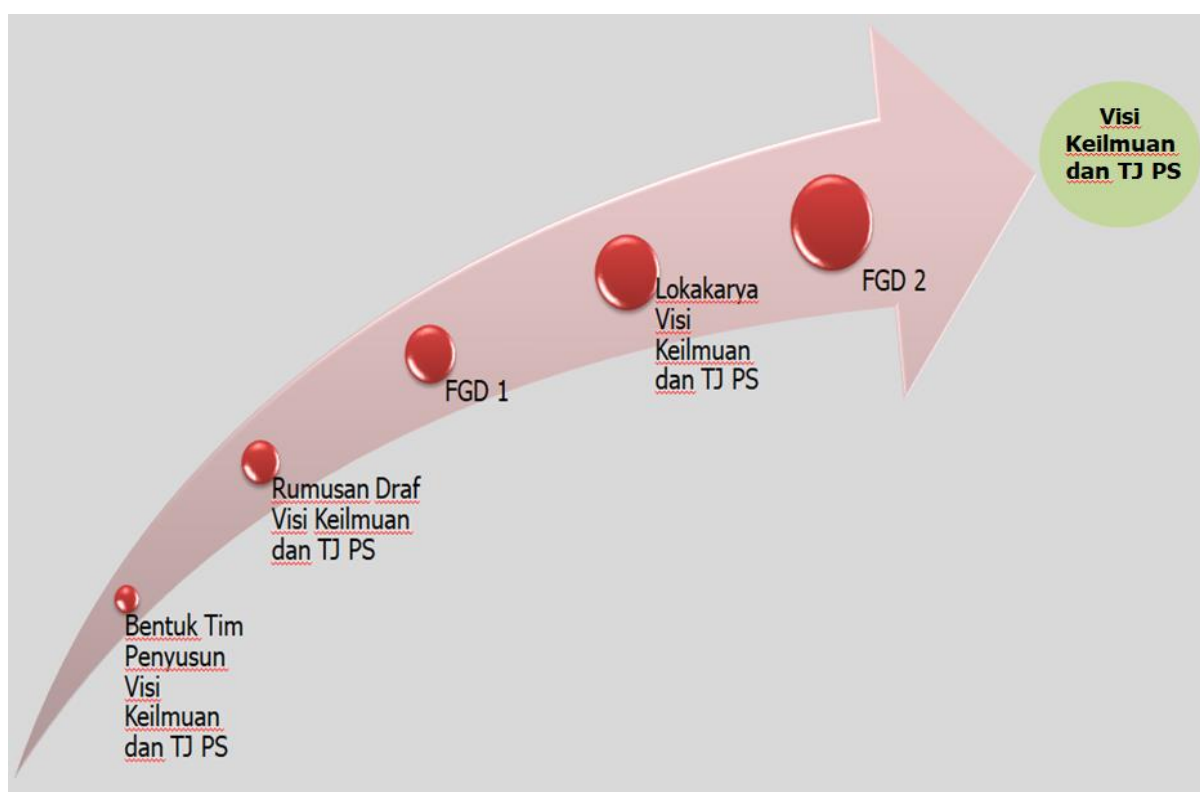 Bentuk Tim
Penyusun
Visi
Keilmuan
dan TJ PS
Rumusan Draf
Visi Keilmuan
dan TJ PS
FGD 1
Lokakarya
Visi
Keilmuan
dan TJ PS
FGD 2
Visi
Keilmuan
dan TJ PS